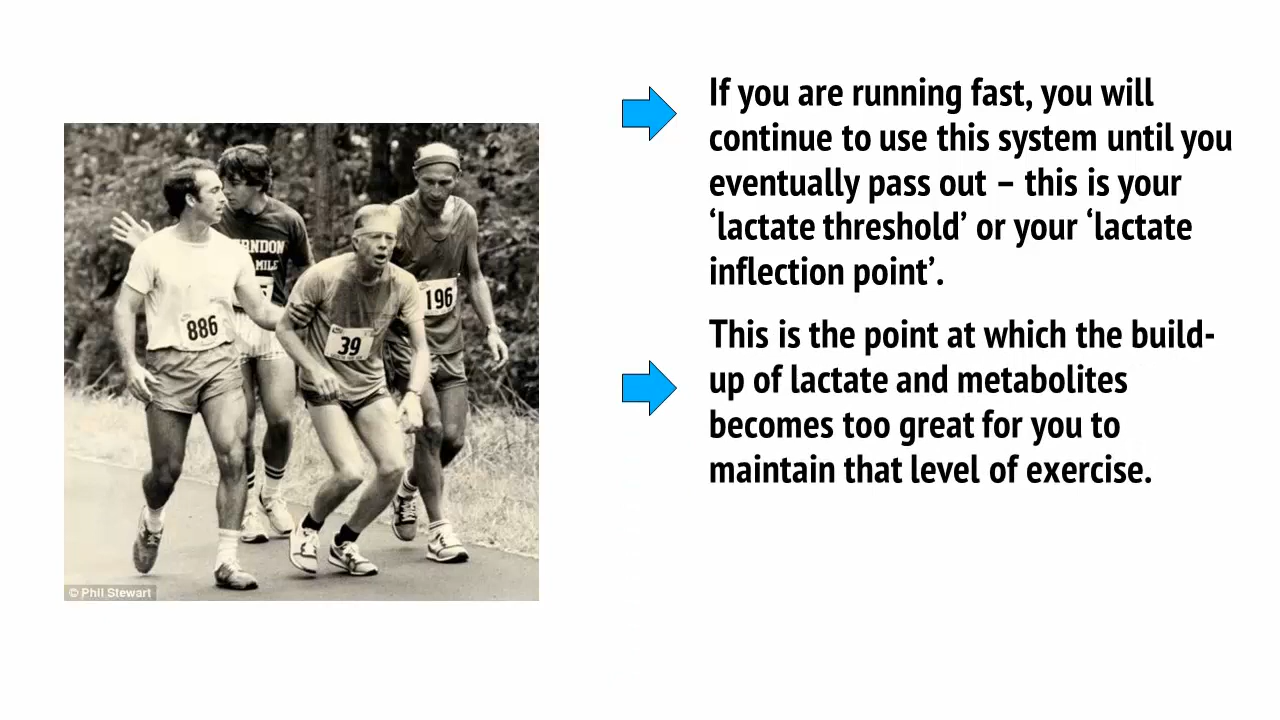 If you are running fast, you will
continue to use this system until you
eventually pass out – this is your
‘lactate threshold’ or your ‘lactate
inflection point’.
This is the point at which the build-
up of lactate and metabolites
becomes too great for you to
maintain that level of exercise.
RNDON
MILE
886
39
196
© Phil Stewart